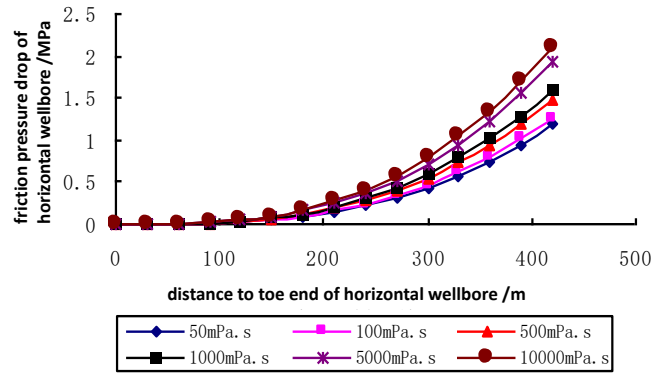 friction pressure drop of
horizontal wellbore /MPa
2.5
2
1.5
1
0.5
0
0 100 200 300 400 500
distance to toe end of horizontal wellbore /m
50mPa.s 100mPa.s 500mPa.s
1000mPa.s 5000mPa.s 10000mPa.s